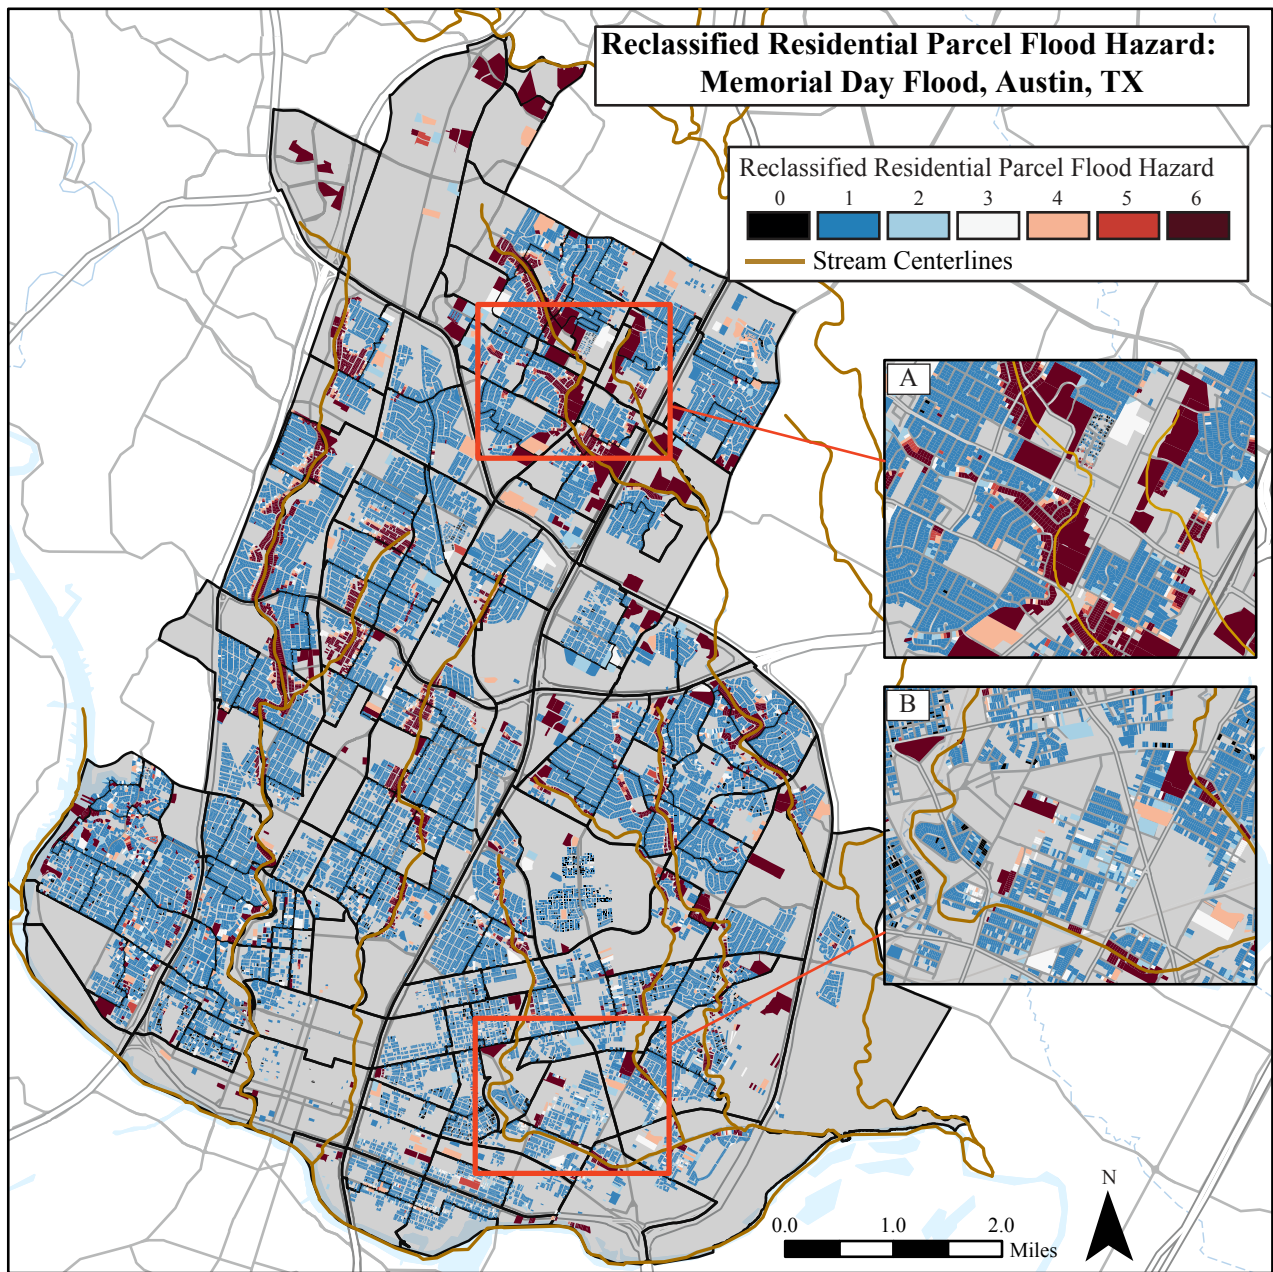 Reclassified Residential Parcel Flood Hazard:
Memorial Day Flood, Austin, TX
Reclassified Residential Parcel Flood Hazard
0 1 2 3 4 5 6
Stream Centerlines
A
B
N
0.0 1.0 2.0
Miles